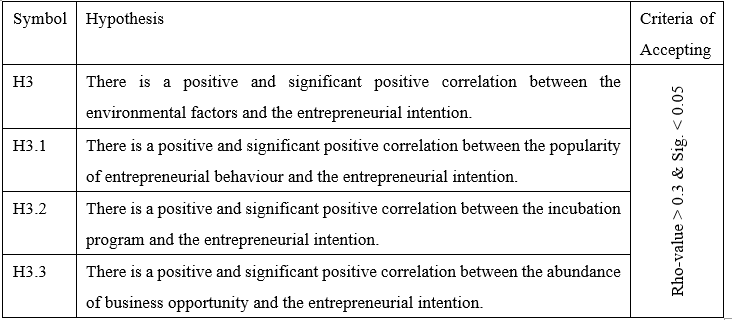 Symbol Hypothesis Criteria of
Accepting
H3 There is a positive and significant positive correlation between the
environmental factors and the entrepreneurial intention.
H3.1 There is a positive and significant positive correlation between the popularity
of entrepreneurial behaviour and the entrepreneurial intention.
H3.2 There is a positive and significant positive correlation between the incubation
program and the entrepreneurial intention.
H3.3 There is a positive and significant positive correlation between the abundance
of business opportunity and the entrepreneurial intention.
Rho-value > 0.3 & Sig. < 0.05